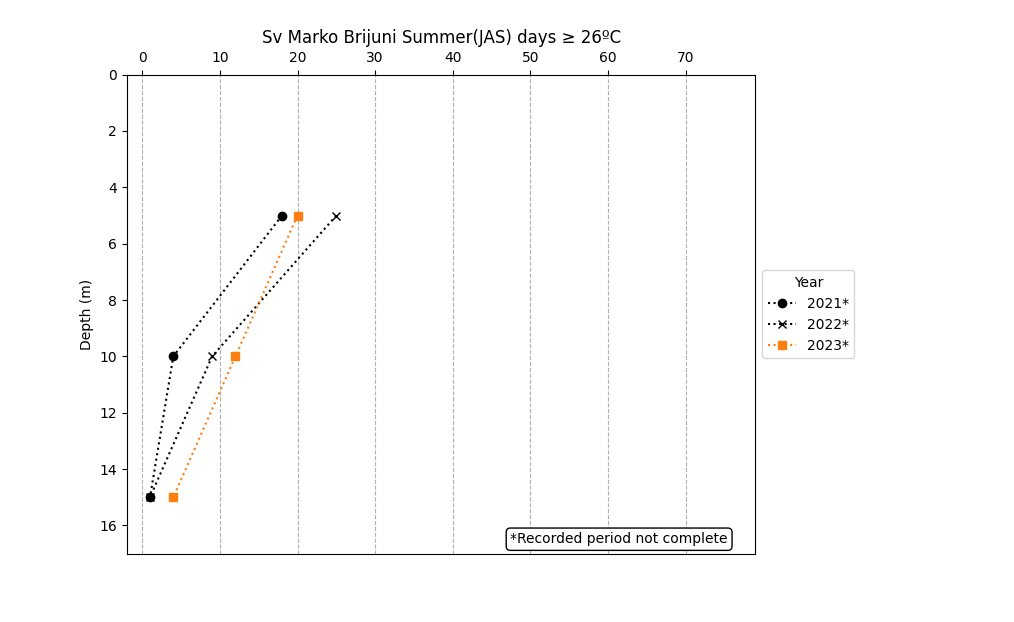 Sv Marko Brijuni Summer(JAS) days ≥ 26ºC
0 10 20 30 40 50 60 70
0
2
4
6
8
10
12
14
16
Depth (m)
Year
2021*
2022*
2023*
*Recorded period not complete